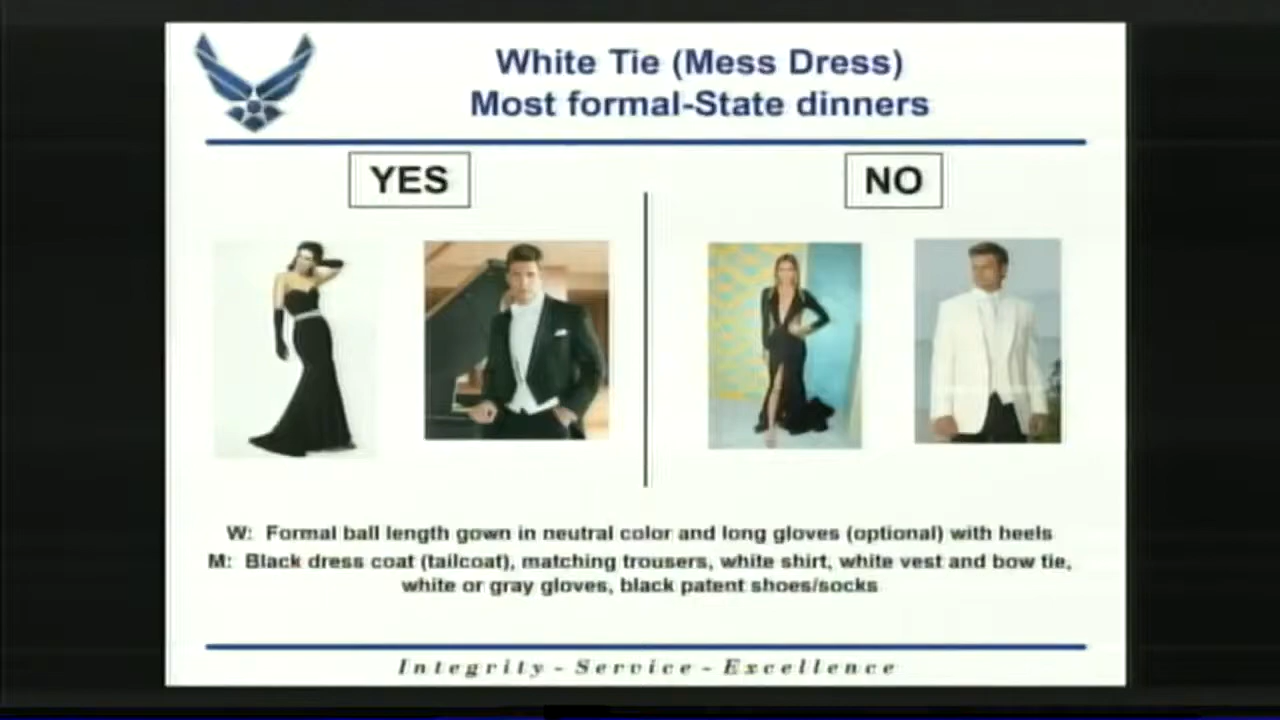 White Tie (Mess Dress)
Most formal-State dinners
YES
NO
W: Formal ball length gown in neutral color and long gloves (optional) with heels
M: Black dress coat (tailcoat), matching trousers, white shirt, white vest and bow tie,
white or gray gloves, black patent shoes/socks
Integrity - Service - Excellence